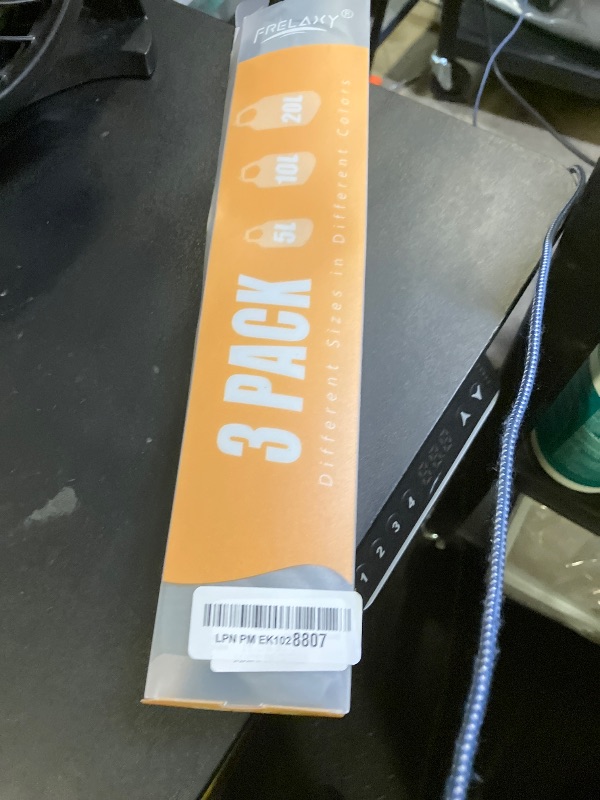 FRELAXY®
20L
10L
5L
3 PACK
Different Sizes in Different Colors
1 2 3 4
LPN PM EK1028807